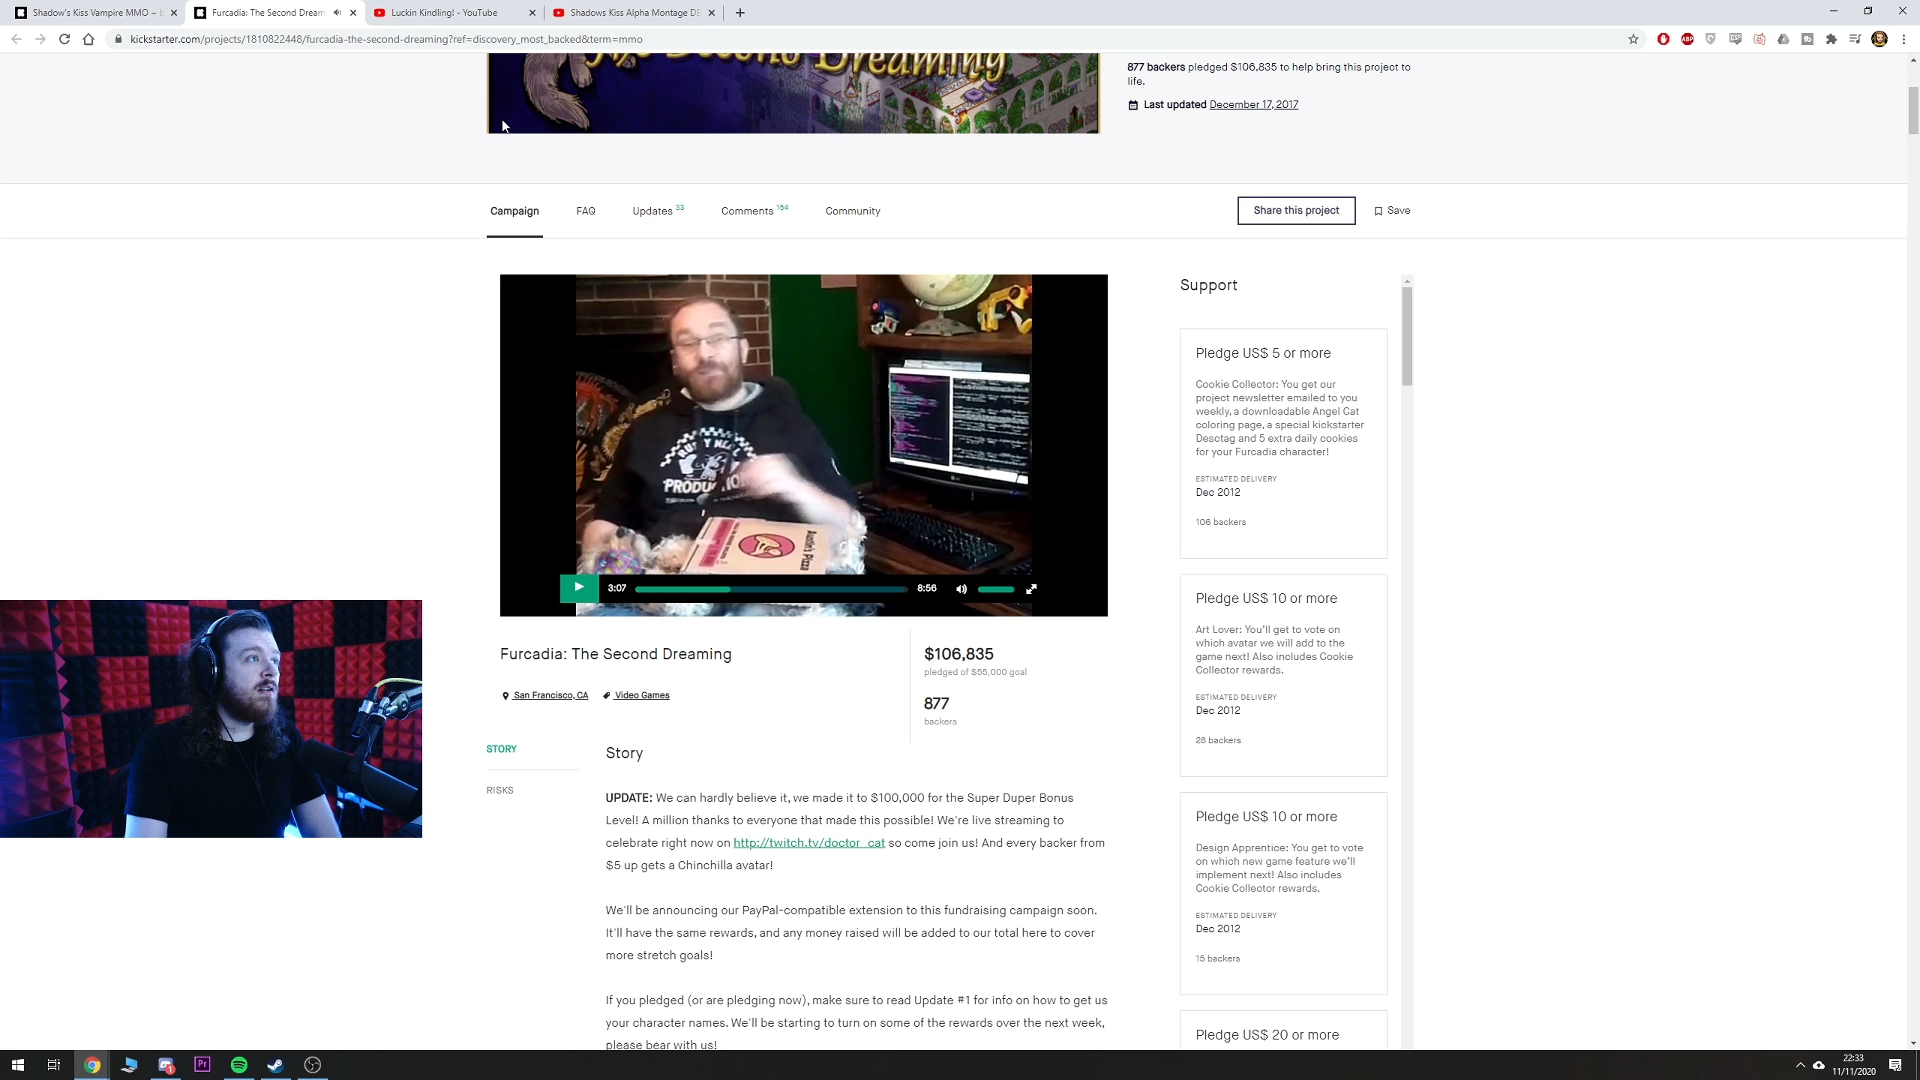 Shadow's Kiss Vampire MMO – b
Furcadia: The Second Dream
Luckin Kindling! - YouTube
Shadows Kiss Alpha Montage DE
kickstarter.com/projects/1810822448/furcadia-the-second-dreaming?ref=discovery_most_backed&term=mmo
The Second Dreaming
877 backers pledged $106,835 to help bring this project to
life.
Last updated December 17, 2017
Campaign FAQ Updates 33 Comments 164 Community
Share this project Save
Support
Pledge US$ 5 or more
Cookie Collector: You get our
project newsletter emailed to you
weekly, a downloadable Angel Cat
coloring page, a special kickstarter
Desctag and 5 extra daily cookies
for your Furcadia character!
ESTIMATED DELIVERY
Dec 2012
106 backers
PRODUC
Austin's Pizza
3:07 8:56
Furcadia: The Second Dreaming
San Francisco, CA Video Games
$106,835
pledged of $55,000 goal
877
backers
Pledge US$ 10 or more
Art Lover: You'll get to vote on
which avatar we will add to the
game next! Also includes Cookie
Collector rewards.
ESTIMATED DELIVERY
Dec 2012
28 backers
STORY
RISKS
Story
UPDATE: We can hardly believe it, we made it to $100,000 for the Super Duper Bonus
Level! A million thanks to everyone that made this possible! We're live streaming to
celebrate right now on http://twitch.tv/doctor_cat so come join us! And every backer from
$5 up gets a Chinchilla avatar!
We'll be announcing our PayPal-compatible extension to this fundraising campaign soon.
It'll have the same rewards, and any money raised will be added to our total here to cover
more stretch goals!
If you pledged (or are pledging now), make sure to read Update #1 for info on how to get us
your character names. We'll be starting to turn on some of the rewards over the next week,
please bear with us!
Pledge US$ 10 or more
Design Apprentice: You get to vote
on which new game feature we'll
implement next! Also includes
Cookie Collector rewards.
ESTIMATED DELIVERY
Dec 2012
15 backers
Pledge US$ 20 or more
Pr
22:33
11/11/2020